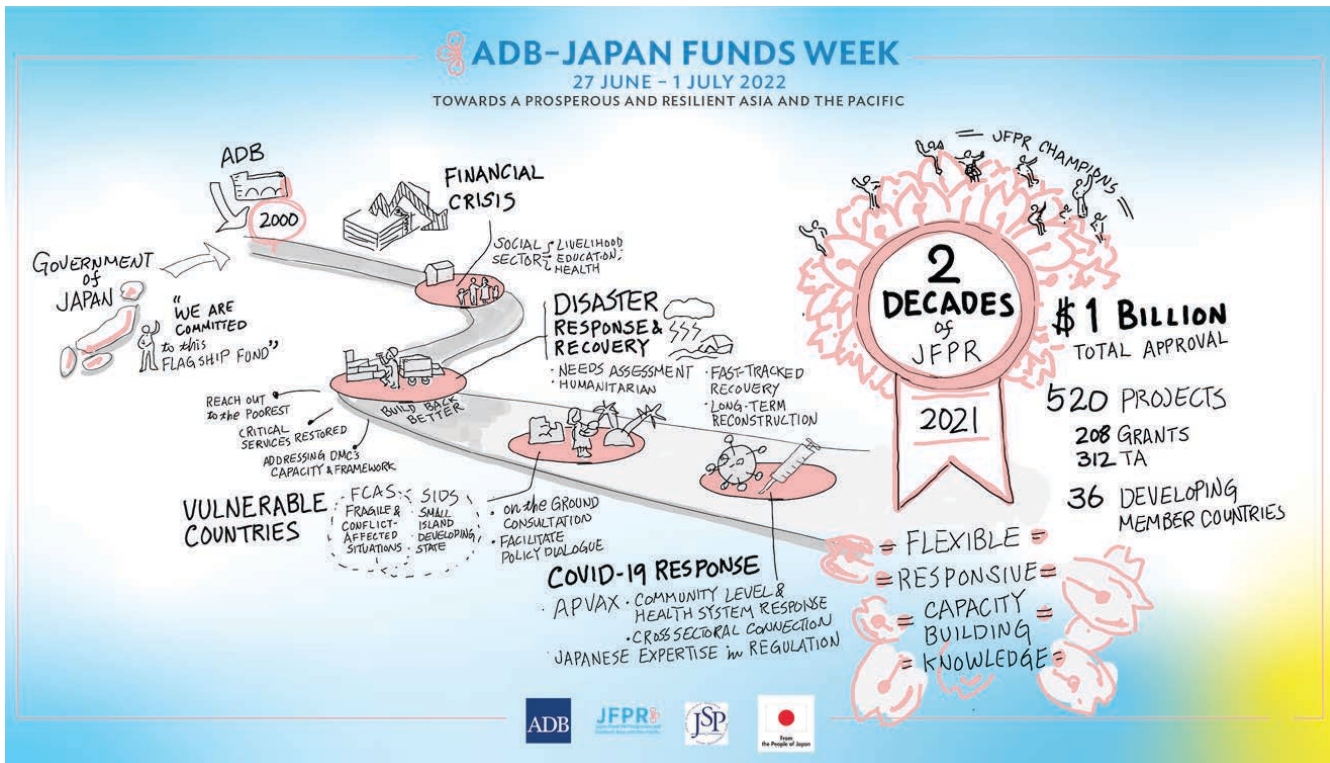 ADB–JAPAN FUNDS WEEK
27 JUNE – 1 JULY 2022
TOWARDS A PROSPEROUS AND RESILIENT ASIA AND THE PACIFIC
ADB
2000
GOVERNMENT
of
JAPAN
"WE ARE
COMMITTED
to this
FLAGSHIP FUND"
FINANCIAL
CRISIS
SOCIAL
SECTOR
LIVELIHOOD
EDUCATION
HEALTH
DISASTER
RESPONSE &
RECOVERY
· NEEDS ASSESSMENT
· HUMANITARIAN
· FAST-TRACKED
RECOVERY
· LONG-TERM
RECONSTRUCTION
BUILD BACK
BETTER
REACH OUT
to the POOREST
CRITICAL
SERVICES RESTORED
ADDRESSING DMC'S
CAPACITY & FRAMEWORK
VULNERABLE
COUNTRIES
FCAS
FRAGILE &
CONFLICT-
AFFECTED
SITUATIONS
SIDS
SMALL
ISLAND
DEVELOPING
STATE
· on the GROUND
CONSULTATION
· FACILITATE
POLICY DIALOGUE
COVID-19 RESPONSE
· APVAX · COMMUNITY LEVEL &
HEALTH SYSTEM RESPONSE
· CROSS SECTORAL CONNECTION
· JAPANESE EXPERTISE in REGULATION
JFPR CHAMPIONS
2
DECADES
of
JFPR
2021
$1 BILLION
TOTAL APPROVAL
520 PROJECTS
208 GRANTS
312 TA
36 DEVELOPING
MEMBER COUNTRIES
= FLEXIBLE =
= RESPONSIVE =
= CAPACITY =
BUILDING
= KNOWLEDGE =
ADB
JFPR
JSP
From
the People of Japan